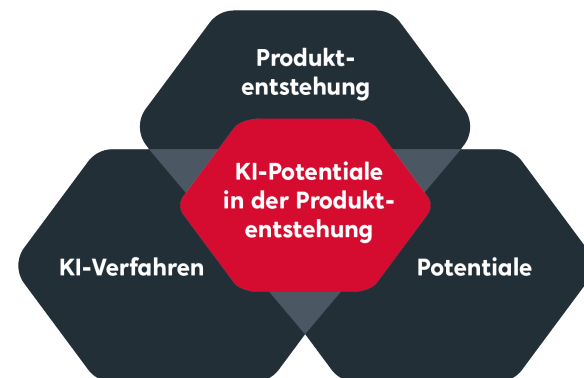 Produkt-
entstehung
KI-Potentiale
in der Produkt-
entstehung
KI-Verfahren
Potentiale